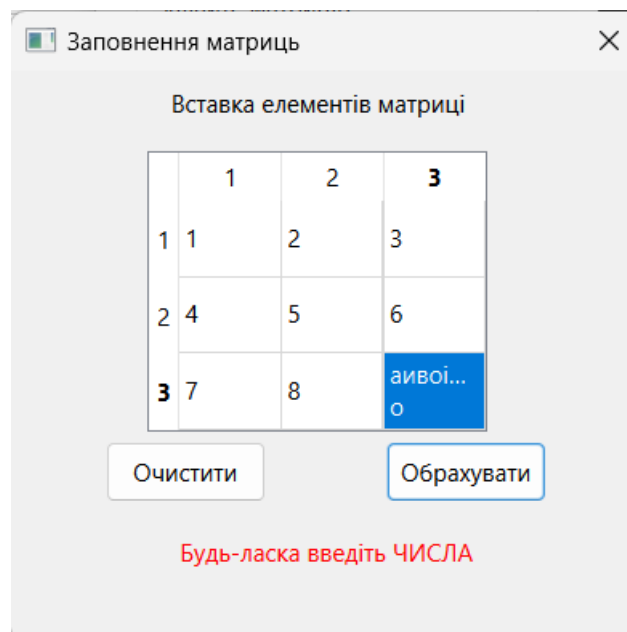 Заповнення матриць
Вставка елементів матриці
1 2 3
1 1 2 3
2 4 5 6
3 7 8 аивоі...
о
Очистити Обрахувати
Будь-ласка введіть ЧИСЛА